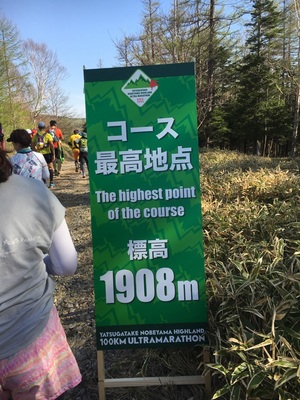 コース
最高地点
The highest point
of the course
標高
1908m
YATSUGATAKE NOBEYAMA HIGHLAND
100KM ULTRAMARATHON